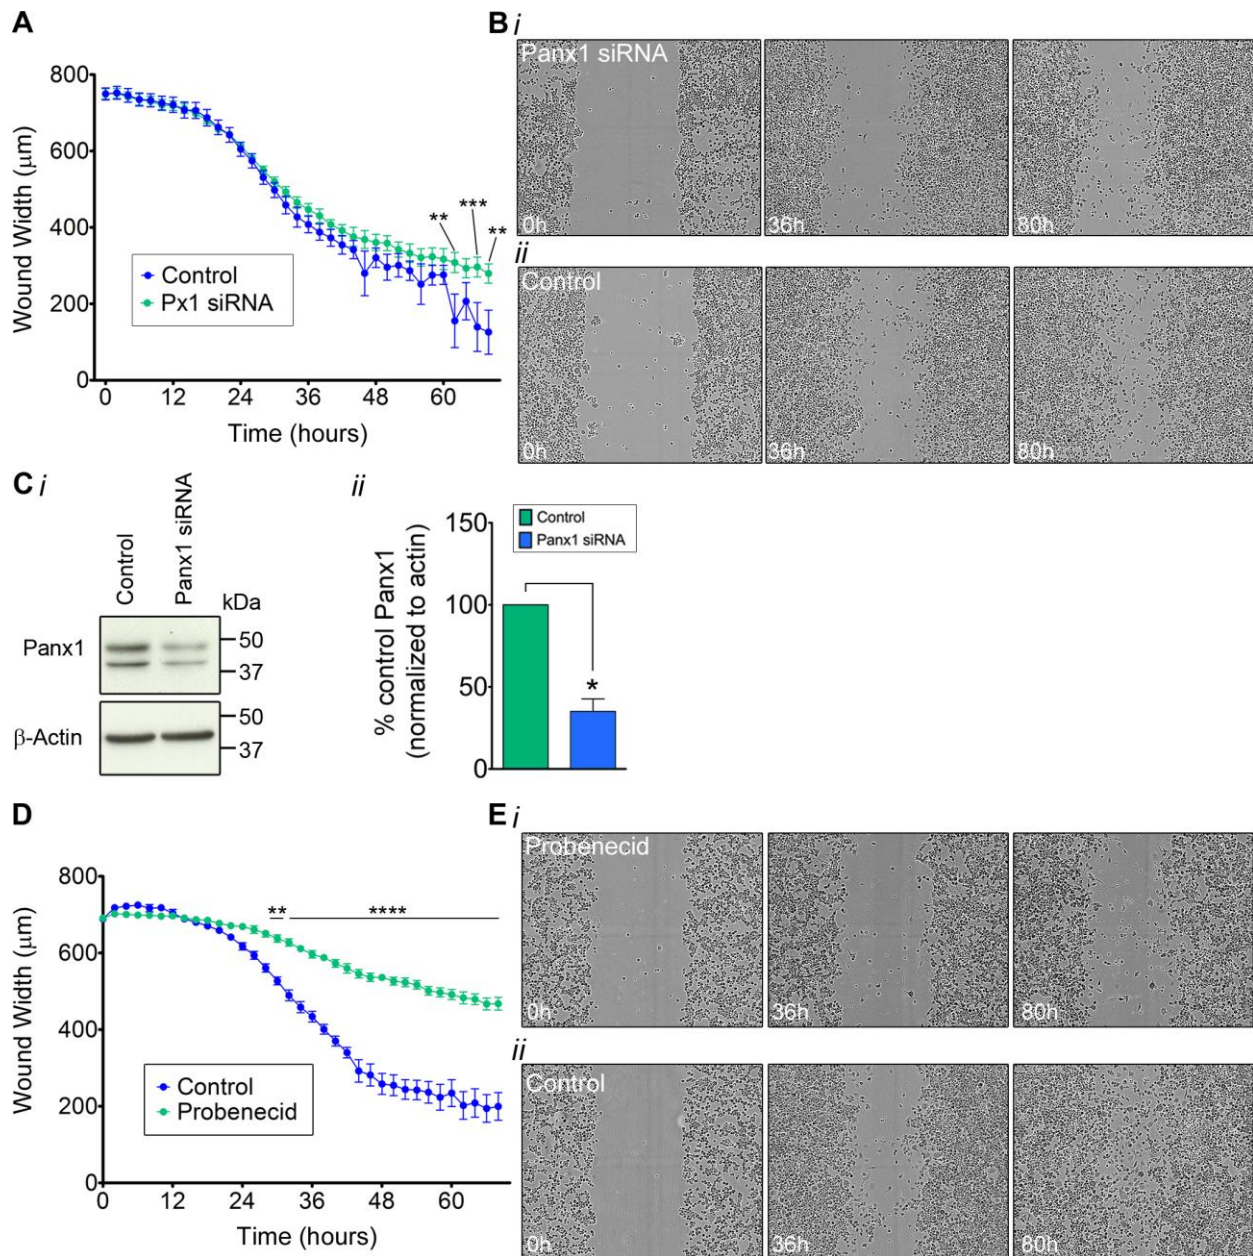 A
800
600
400
200
0
Wound Width (μm)
** *** **
Control
Px1 siRNA
0 12 24 36 48 60
Time (hours)
B i
Panx1 siRNA
0h 36h 80h
ii
Control
0h 36h 80h
C i
Control Panx1 siRNA
kDa
Panx1
50
37
β-Actin
50
37
ii
% control Panx1
(normalized to actin)
150
100
50
0
Control
Panx1 siRNA
*
D
800
600
400
200
0
Wound Width (μm)
** ****
Control
Probenecid
0 12 24 36 48 60
Time (hours)
E i
Probenecid
0h 36h 80h
ii
Control
0h 36h 80h